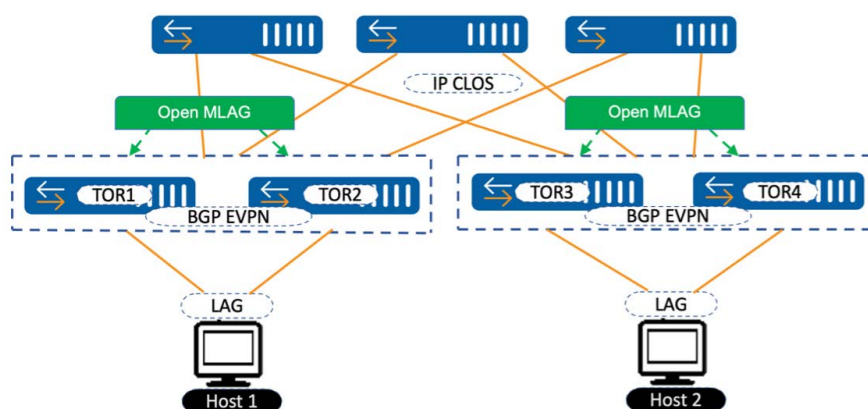 IP CLOS
Open MLAG
Open MLAG
TOR1
TOR2
TOR3
TOR4
BGP EVPN
BGP EVPN
LAG
LAG
Host 1
Host 2